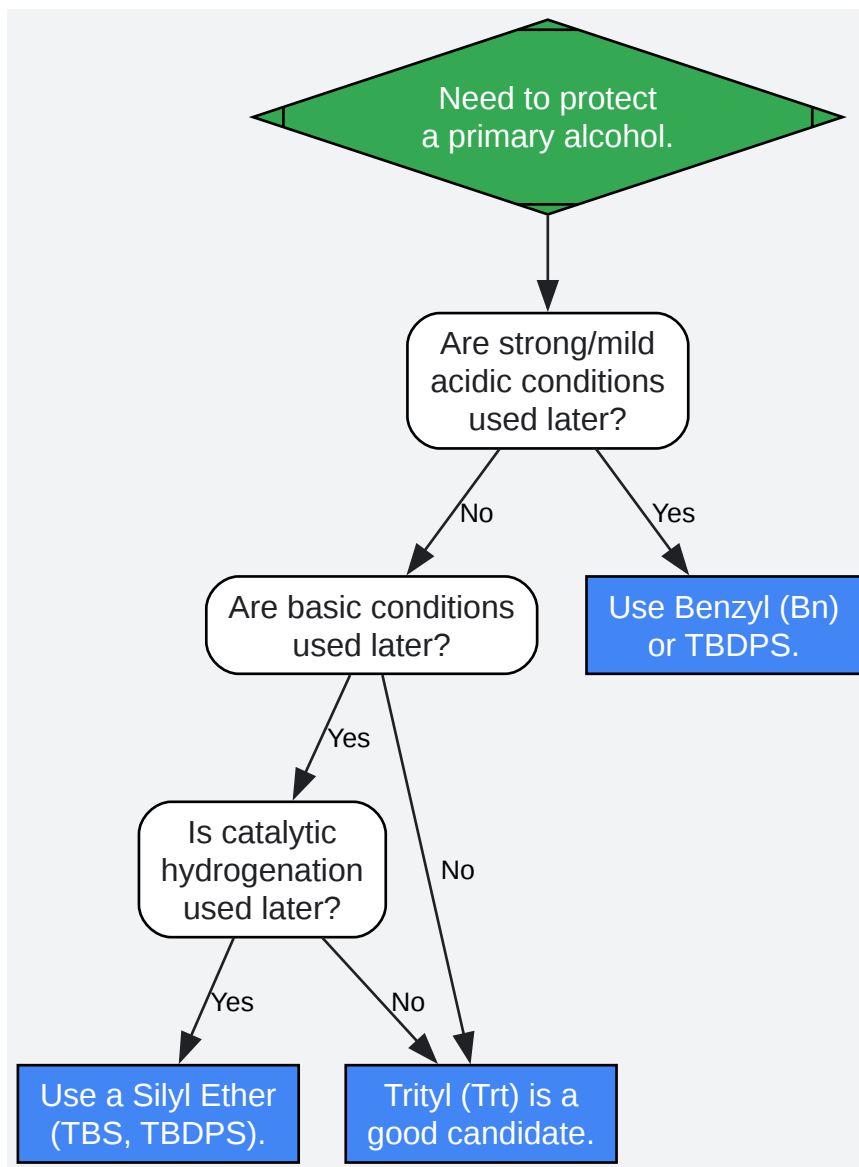 Need to protect
a primary alcohol.
Are strong/mild
acidic conditions
used later?
No
Yes
Are basic conditions
used later?
Use Benzyl (Bn)
or TBDPS.
Yes
Is catalytic
hydrogenation
used later?
No
Yes
No
Use a Silyl Ether
(TBS, TBDPS).
Trityl (Trt) is a
good candidate.